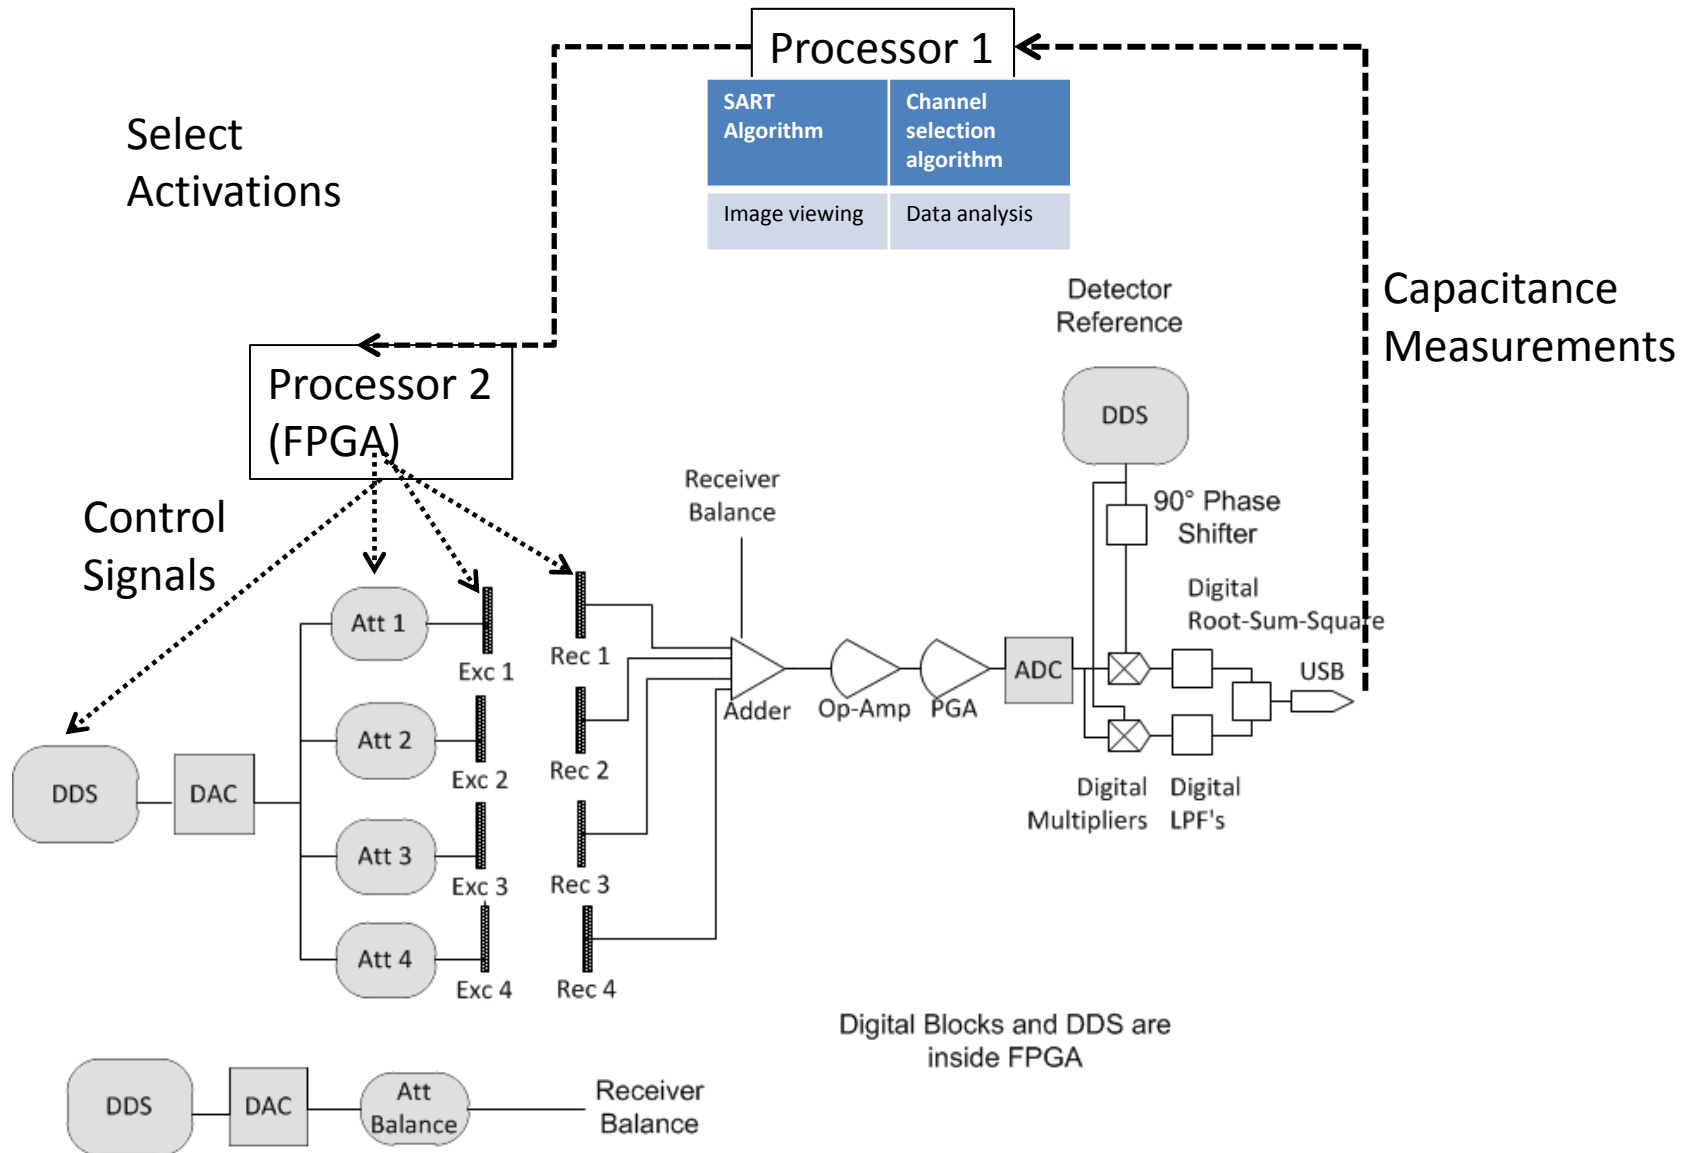 Processor 1
SART
Algorithm
Channel
selection
algorithm
Image viewing
Data analysis
Select
Activations
Capacitance
Measurements
Detector
Reference
DDS
Processor 2
(FPGA)
Receiver
Balance
90° Phase
Shifter
Control
Signals
Digital
Root-Sum-Square
Att 1
Exc 1
Rec 1
Adder
Op-Amp
PGA
ADC
USB
Att 2
Exc 2
Rec 2
DDS
DAC
Digital
Multipliers
Digital
LPF's
Att 3
Exc 3
Rec 3
Att 4
Exc 4
Rec 4
Digital Blocks and DDS are
inside FPGA
DDS
DAC
Att
Balance
Receiver
Balance